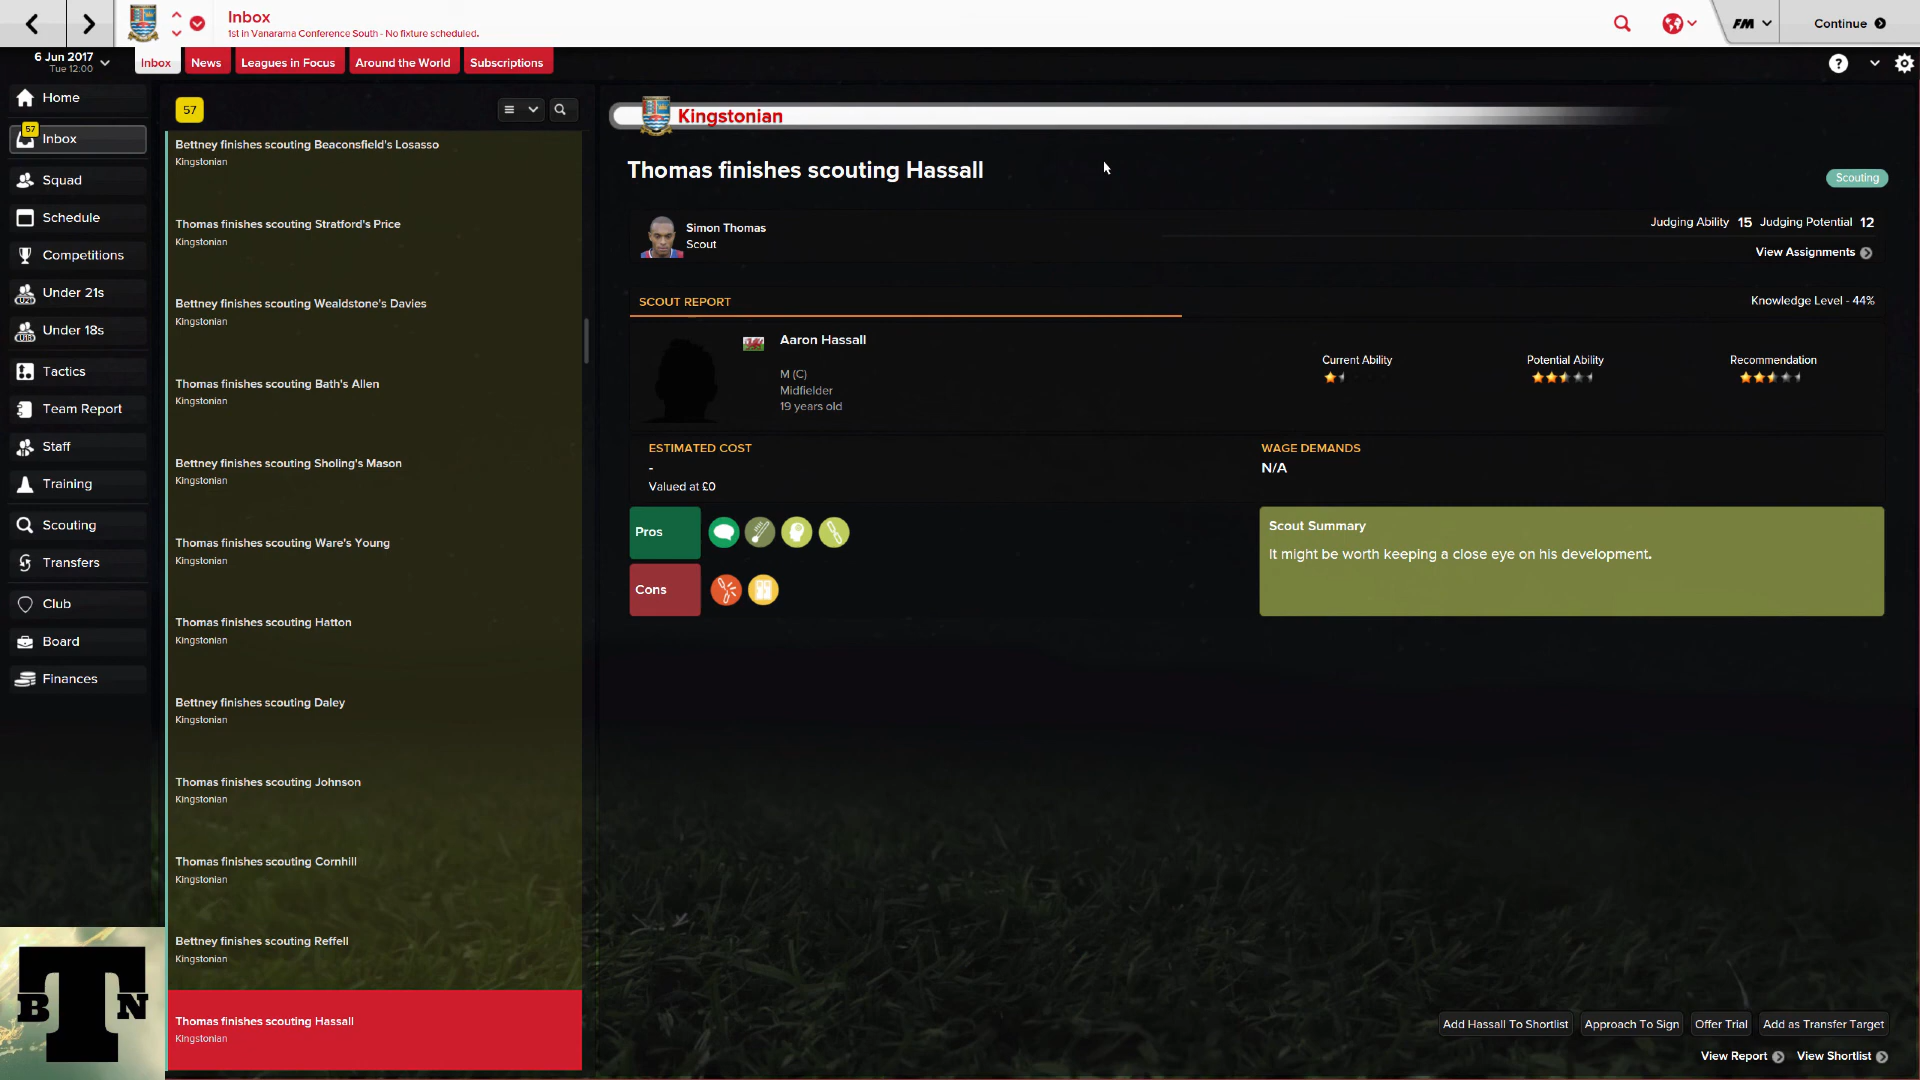 Inbox
1st in Vanarama Conference South - No fixture scheduled.
FM
Continue
6 Jun 2017
Tue 12:00
Inbox
News
Leagues in Focus
Around the World
Subscriptions
?
Home
57
Inbox
Squad
Schedule
Competitions
U21
Under 21s
U18
Under 18s
Tactics
Team Report
Staff
Training
Scouting
Transfers
Club
Board
Finances
BTN
57
Bettney finishes scouting Beaconsfield's Losasso
Kingstonian
Thomas finishes scouting Stratford's Price
Kingstonian
Bettney finishes scouting Wealdstone's Davies
Kingstonian
Thomas finishes scouting Bath's Allen
Kingstonian
Bettney finishes scouting Sholing's Mason
Kingstonian
Thomas finishes scouting Ware's Young
Kingstonian
Thomas finishes scouting Hatton
Kingstonian
Bettney finishes scouting Daley
Kingstonian
Thomas finishes scouting Johnson
Kingstonian
Thomas finishes scouting Cornhill
Kingstonian
Bettney finishes scouting Reffell
Kingstonian
Thomas finishes scouting Hassall
Kingstonian
Kingstonian
Thomas finishes scouting Hassall
Scouting
Simon Thomas
Scout
Judging Ability 15 Judging Potential 12
View Assignments
SCOUT REPORT
Knowledge Level - 44%
Aaron Hassall
M (C)
Midfielder
19 years old
Current Ability
Potential Ability
Recommendation
ESTIMATED COST
-
Valued at £0
WAGE DEMANDS
N/A
Pros
Cons
Scout Summary
It might be worth keeping a close eye on his development.
Add Hassall To Shortlist
Approach To Sign
Offer Trial
Add as Transfer Target
View Report
View Shortlist